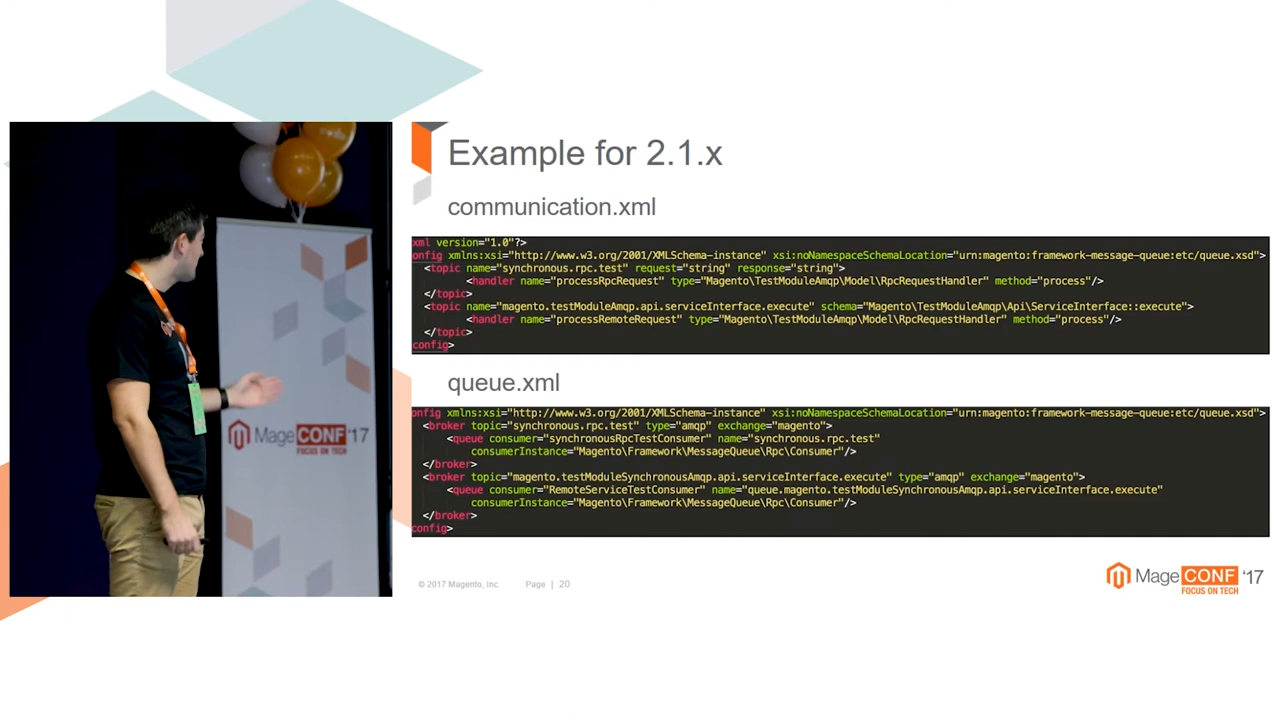 Example for 2.1.x
communication.xml
xml version="1.0"?>
onfig xmlns:xsi="http://www.w3.org/2001/XMLSchema-instance" xsi:noNamespaceSchemaLocation="urn:magento:framework-message-queue:etc/queue.xsd">
<topic name="synchronous.rpc.test" request="string" response="string">
<handler name="processRpcRequest" type="Magento\TestModuleAmqp\Model\RpcRequestHandler" method="process"/>
</topic>
<topic name="magento.testModuleAmqp.api.serviceInterface.execute" schema="Magento\TestModuleAmqp\Api\ServiceInterface::execute">
<handler name="processRemoteRequest" type="Magento\TestModuleAmqp\Model\RpcRequestHandler" method="process"/>
</topic>
config>
queue.xml
onfig xmlns:xsi="http://www.w3.org/2001/XMLSchema-instance" xsi:noNamespaceSchemaLocation="urn:magento:framework-message-queue:etc/queue.xsd">
<broker topic="synchronous.rpc.test" type="amqp" exchange="magento">
<queue consumer="synchronousRpcTestConsumer" name="synchronous.rpc.test"
consumerInstance="Magento\Framework\MessageQueue\Rpc\Consumer"/>
</broker>
<broker topic="magento.testModuleSynchronousAmqp.api.serviceInterface.execute" type="amqp" exchange="magento">
<queue consumer="RemoteServiceTestConsumer" name="queue.magento.testModuleSynchronousAmqp.api.serviceInterface.execute"
consumerInstance="Magento\Framework\MessageQueue\Rpc\Consumer"/>
</broker>
config>
© 2017 Magento, Inc. Page | 20
MageCONF '17
FOCUS ON TECH
MageCONF '17
FOCUS ON TECH